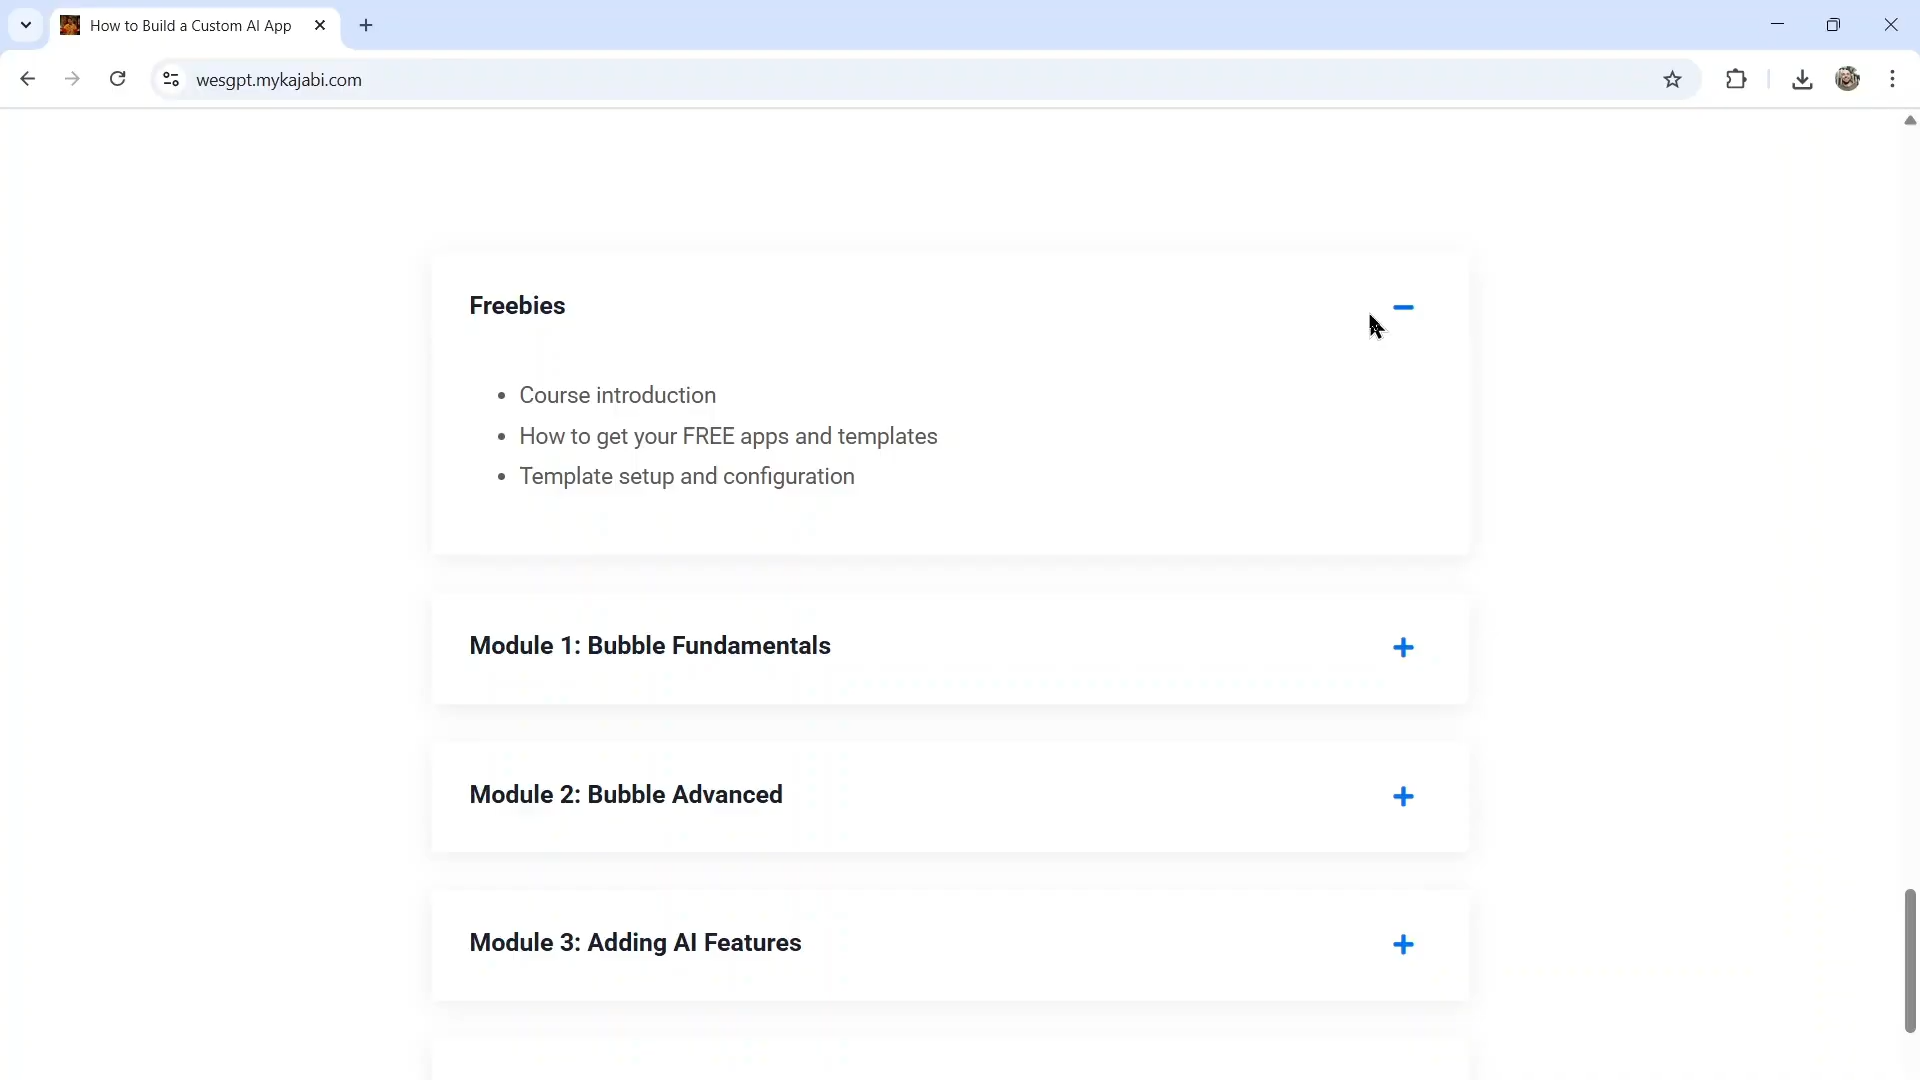 How to Build a Custom AI App
wesgpt.mykajabi.com
Freebies
Course introduction
How to get your FREE apps and templates
Template setup and configuration
Module 1: Bubble Fundamentals
Module 2: Bubble Advanced
Module 3: Adding AI Features